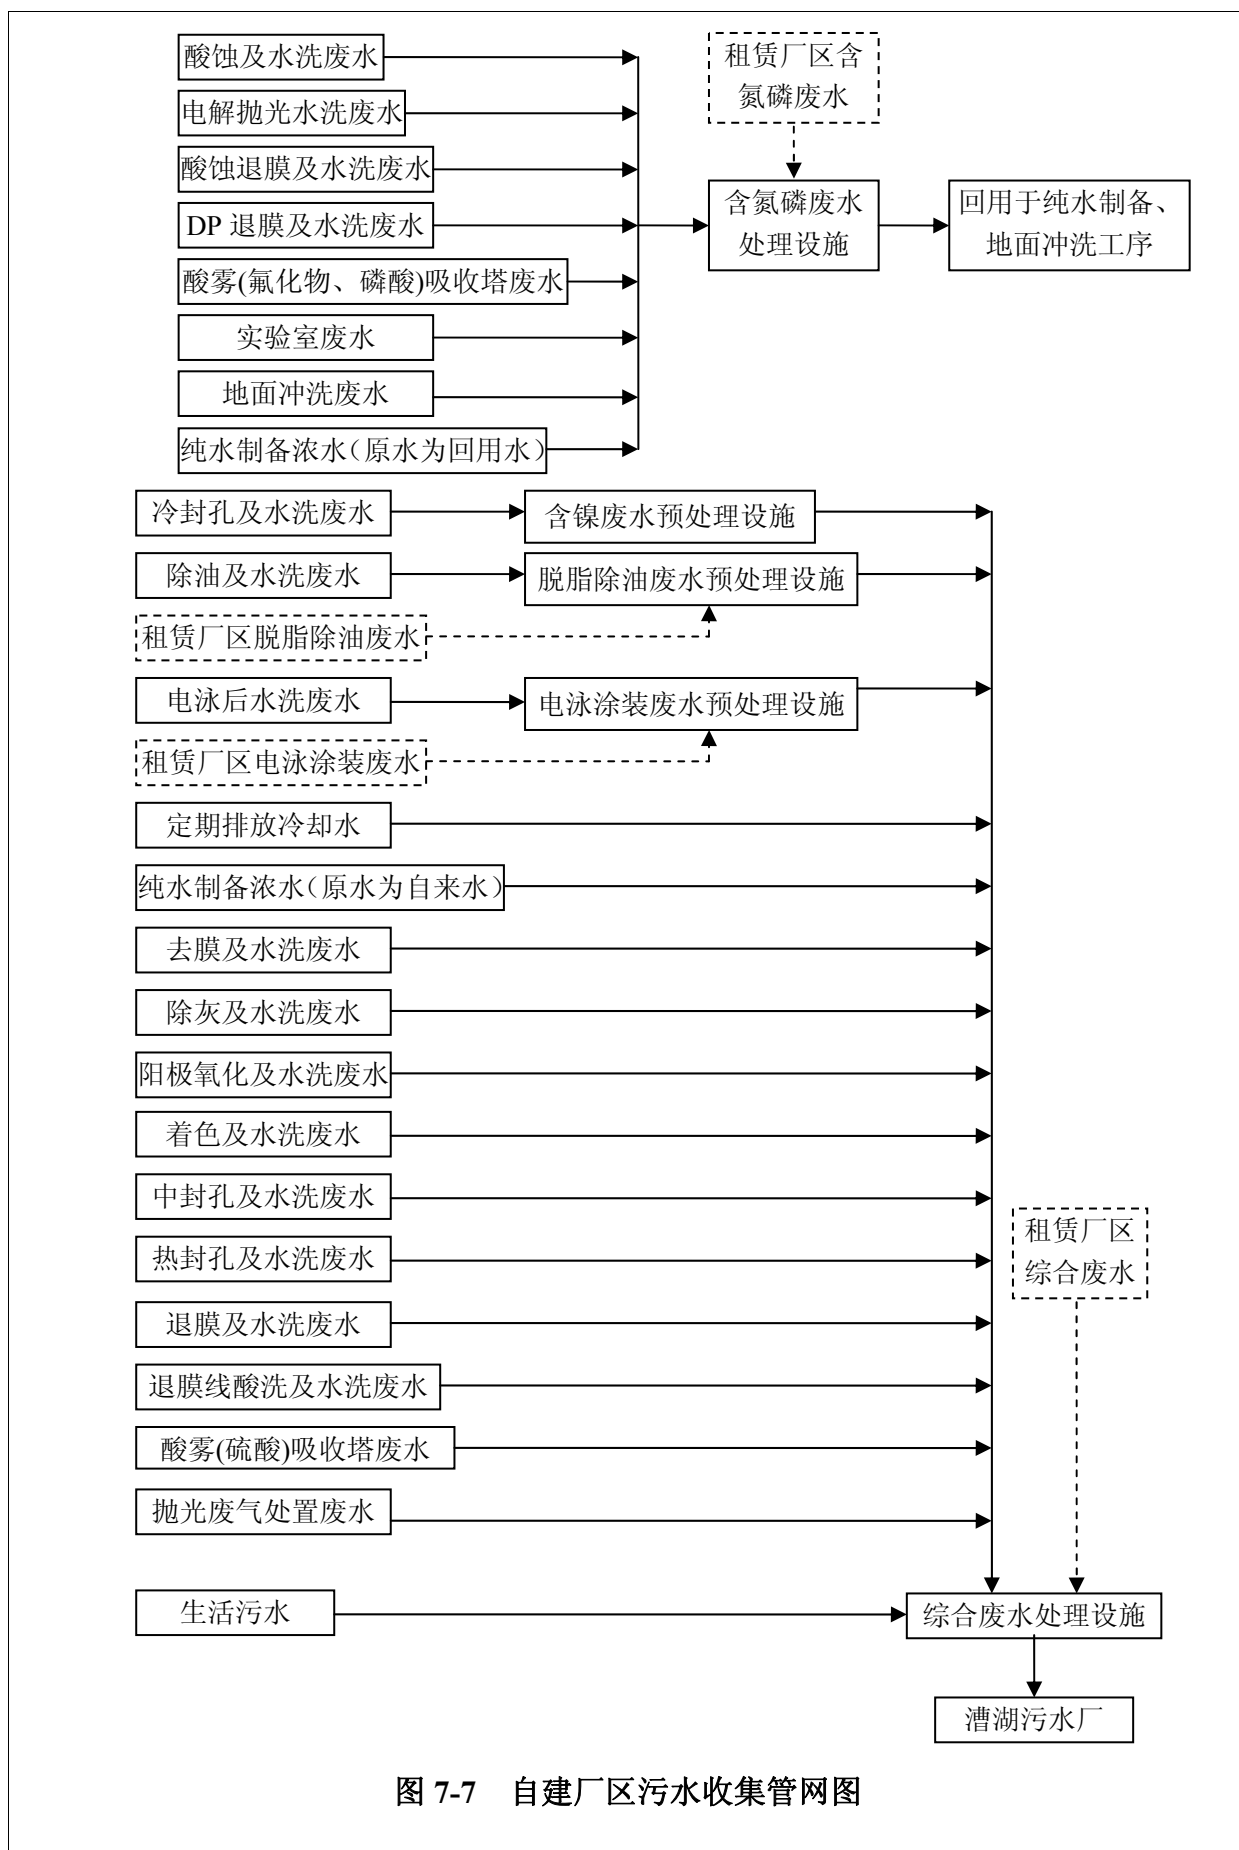 酸蚀及水洗废水
租赁厂区含
氮磷废水
电解抛光水洗废水
酸蚀退膜及水洗废水
DP 退膜及水洗废水
含氮磷废水
处理设施
回用于纯水制备、
地面冲洗工序
酸雾(氟化物、磷酸)吸收塔废水
实验室废水
地面冲洗废水
纯水制备浓水（原水为回用水）
冷封孔及水洗废水
含镍废水预处理设施
除油及水洗废水
脱脂除油废水预处理设施
租赁厂区脱脂除油废水
电泳后水洗废水
电泳涂装废水预处理设施
租赁厂区电泳涂装废水
定期排放冷却水
纯水制备浓水（原水为自来水）
去膜及水洗废水
除灰及水洗废水
阳极氧化及水洗废水
着色及水洗废水
中封孔及水洗废水
租赁厂区
综合废水
热封孔及水洗废水
退膜及水洗废水
退膜线酸洗及水洗废水
酸雾(硫酸)吸收塔废水
抛光废气处置废水
生活污水
综合废水处理设施
漕湖污水厂
图 7-7 自建厂区污水收集管网图